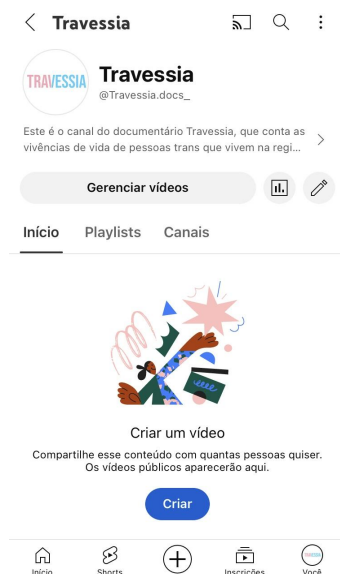 Travessia
TRAVESSIA
Travessia
@Travessia.docs_
Este é o canal do documentário Travessia, que conta as
vivências de vida de pessoas trans que vivem na regi...
Gerenciar vídeos
Início
Playlists
Canais
Criar um vídeo
Compartilhe esse conteúdo com quantas pessoas quiser.
Os vídeos públicos aparecerão aqui.
Criar
Início
Shorts
Inscrições
Você